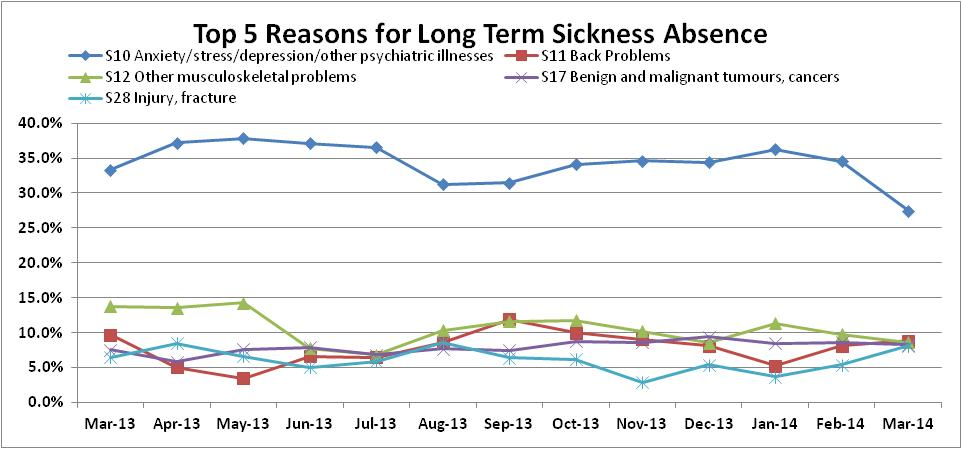 Top 5 Reasons for Long Term Sickness Absence
S10 Anxiety/stress/depression/other psychiatric illnesses S11 Back Problems
S12 Other musculoskeletal problems S17 Benign and malignant tumours, cancers
S28 Injury, fracture
40.0%
35.0%
30.0%
25.0%
20.0%
15.0%
10.0%
5.0%
0.0%
Mar-13 Apr-13 May-13 Jun-13 Jul-13 Aug-13 Sep-13 Oct-13 Nov-13 Dec-13 Jan-14 Feb-14 Mar-14